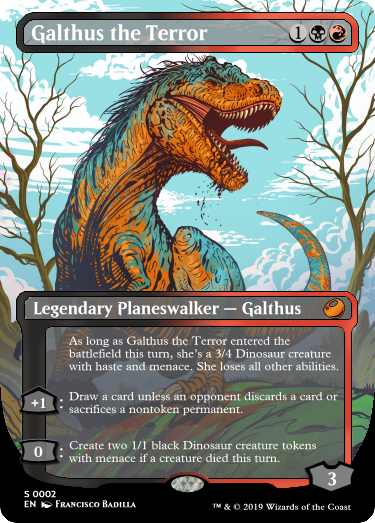 Galthus the Terror 1
Legendary Planeswalker — Galthus
As long as Galthus the Terror entered the
battlefield this turn, she's a 3/4 Dinosaur creature
with haste and menace. She loses all other abilities.
+1: Draw a card unless an opponent discards a card or
sacrifices a nontoken permanent.
0: Create two 1/1 black Dinosaur creature tokens
with menace if a creature died this turn.
3
S 0002
EN Francisco Badilla
™ & © 2019 Wizards of the Coast